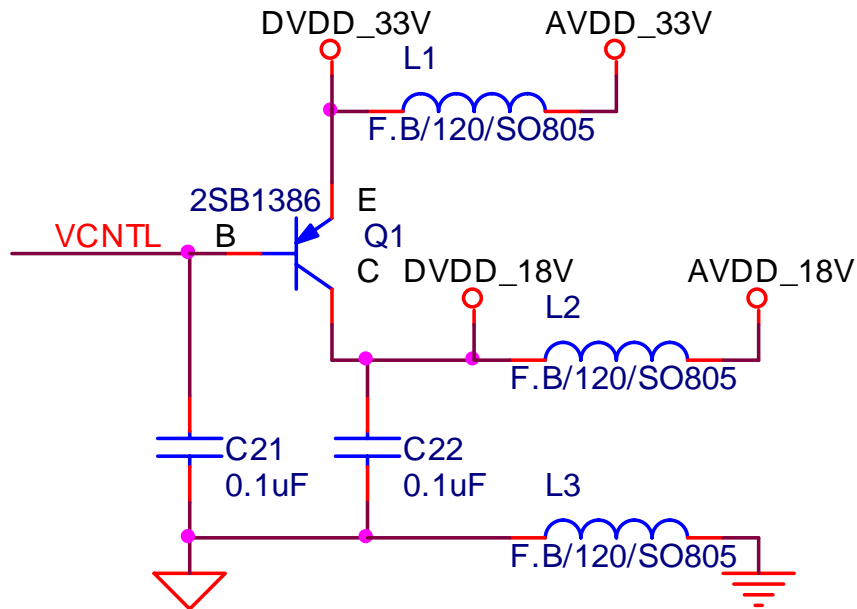 DVDD_33V
AVDD_33V
L1
F.B/120/SO805
2SB1386
E
VCNTL
B
Q1
C
DVDD_18V
AVDD_18V
L2
F.B/120/SO805
C21
0.1uF
C22
0.1uF
L3
F.B/120/SO805